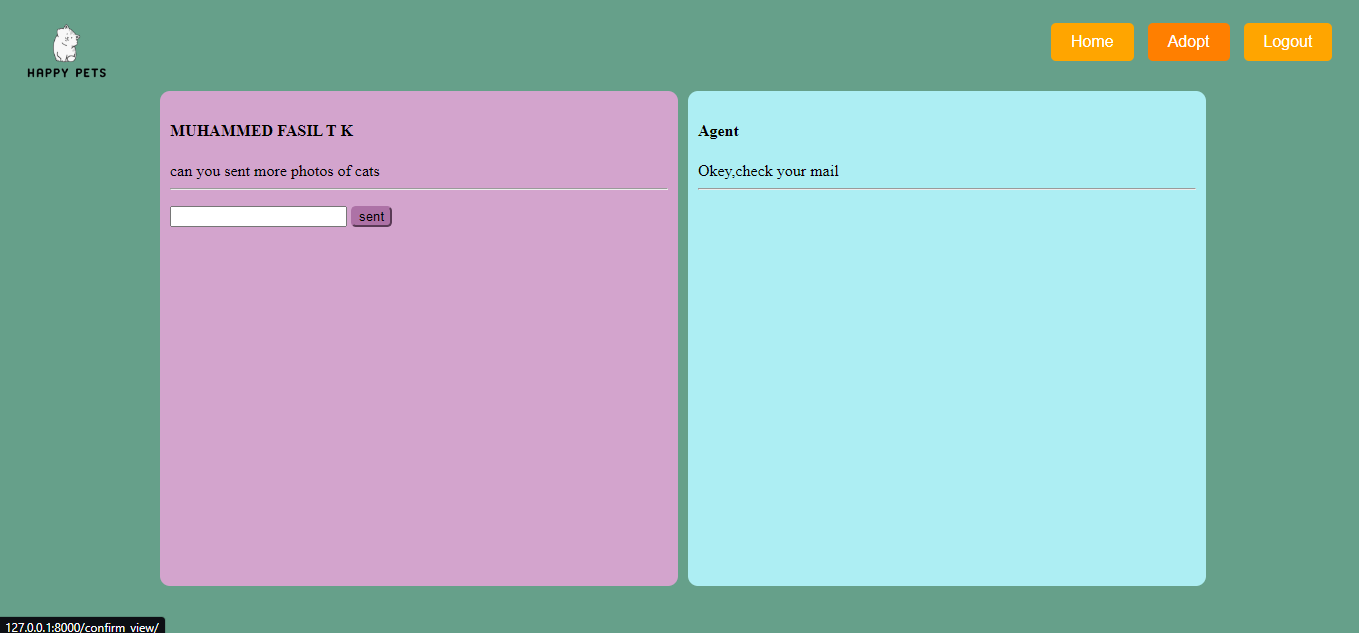 HAPPY PETS
Home
Adopt
Logout
MUHAMMED FASIL T K
can you sent more photos of cats
sent
Agent
Okey,check your mail
127.0.0.1:8000/confirm_view/